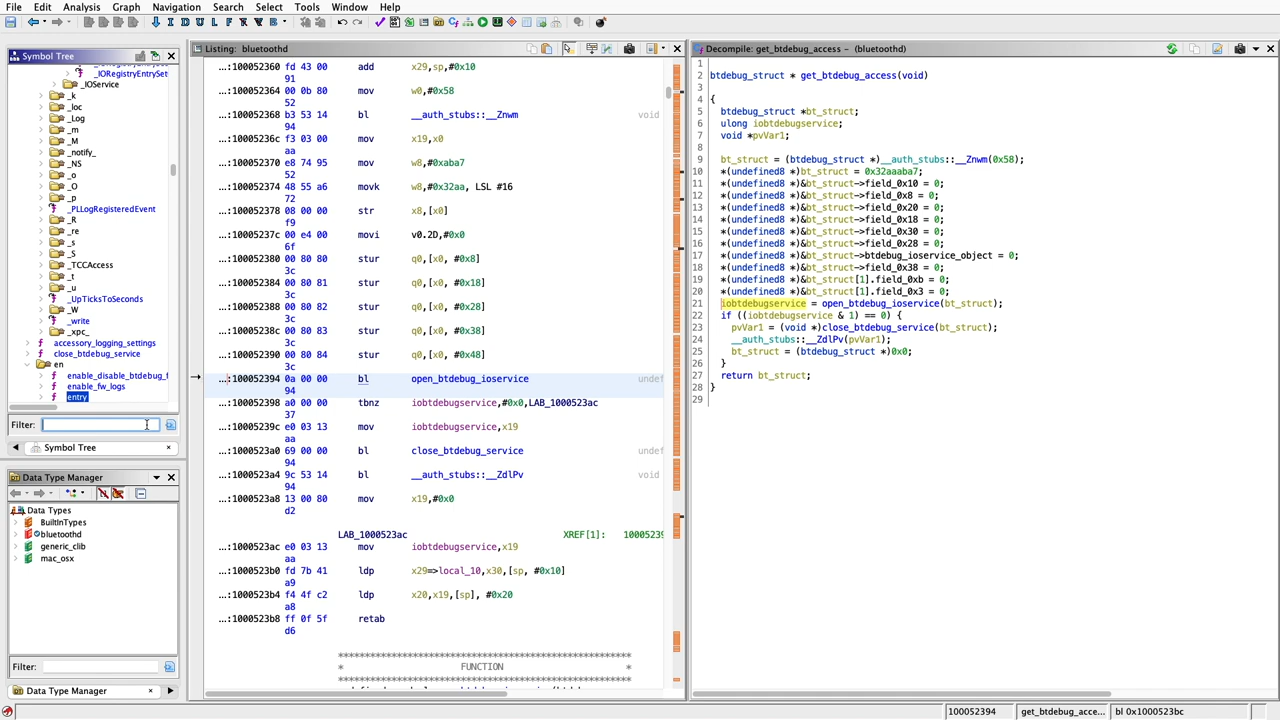 File Edit Analysis Graph Navigation Search Select Tools Window Help
I D U L F R V B
Symbol Tree
_IORegistryEntrySet
_IORegistryEntrySet
_IOService
_k
_loc
_Log
_m
_M
_notify_
_NS
_o
_O
_p
_PLLogRegisteredEvent
_R
_re
_s
_S
_TCCAccess
_t
_u
_UpTicksToSeconds
_W
_write
_xpc_
accessory_logging_settings
close_btdebug_service
en
enable_disable_btdebug_f
enable_fw_logs
entry
Filter:
Symbol Tree ×
Data Type Manager
Data Types
BuiltInTypes
bluetoothd
generic_clib
mac_osx
Filter:
Data Type Manager ×
Listing: bluetoothd
...:100052360 fd 43 00 add x29,sp,#0x10
91
...:100052364 00 0b 80 mov w0,#0x58
52
...:100052368 b3 53 14 bl __auth_stubs::__Znwm void
94
...:10005236c f3 03 00 mov x19,x0
aa
...:100052370 e8 74 95 mov w8,#0xaba7
52
...:100052374 48 55 a6 movk w8,#0x32aa, LSL #16
72
...:100052378 08 00 00 str x8,[x0]
f9
...:10005237c 00 e4 00 movi v0.2D,#0x0
6f
...:100052380 00 80 80 stur q0,[x0, #0x8]
3c
...:100052384 00 80 81 stur q0,[x0, #0x18]
3c
...:100052388 00 80 82 stur q0,[x0, #0x28]
3c
...:10005238c 00 80 83 stur q0,[x0, #0x38]
3c
...:100052390 00 80 84 stur q0,[x0, #0x48]
3c
...:100052394 0a 00 00 bl open_btdebug_ioservice undef
94
...:100052398 a0 00 00 tbnz iobtdebugservice,#0x0,LAB_1000523ac
37
...:10005239c e0 03 13 mov iobtdebugservice,x19
aa
...:1000523a0 69 00 00 bl close_btdebug_service undef
94
...:1000523a4 9c 53 14 bl __auth_stubs::__ZdlPv void
94
...:1000523a8 13 00 80 mov x19,#0x0
d2
LAB_1000523ac XREF[1]: 10005239
...:1000523ac e0 03 13 mov iobtdebugservice,x19
aa
...:1000523b0 fd 7b 41 ldp x29=>local_10,x30,[sp, #0x10]
a9
...:1000523b4 f4 4f c2 ldp x20,x19,[sp], #0x20
a8
...:1000523b8 ff 0f 5f retab
d6
**************************************************************
* FUNCTION *
**************************************************************
Decompile: get_btdebug_access – (bluetoothd)
1
2 btdebug_struct * get_btdebug_access(void)
3
4 {
5 btdebug_struct *bt_struct;
6 ulong iobtdebugservice;
7 void *pvVar1;
8
9 bt_struct = (btdebug_struct *)__auth_stubs::__Znwm(0x58);
10 *(undefined8 *)bt_struct = 0x32aaaba7;
11 *(undefined8 *)&bt_struct->field_0x10 = 0;
12 *(undefined8 *)&bt_struct->field_0x8 = 0;
13 *(undefined8 *)&bt_struct->field_0x20 = 0;
14 *(undefined8 *)&bt_struct->field_0x18 = 0;
15 *(undefined8 *)&bt_struct->field_0x30 = 0;
16 *(undefined8 *)&bt_struct->field_0x28 = 0;
17 *(undefined8 *)&bt_struct->btdebug_ioservice_object = 0;
18 *(undefined8 *)&bt_struct->field_0x38 = 0;
19 *(undefined8 *)&bt_struct[1].field_0xb = 0;
20 *(undefined8 *)&bt_struct[1].field_0x3 = 0;
21 iobtdebugservice = open_btdebug_ioservice(bt_struct);
22 if ((iobtdebugservice & 1) == 0) {
23 pvVar1 = (void *)close_btdebug_service(bt_struct);
24 __auth_stubs::__ZdlPv(pvVar1);
25 bt_struct = (btdebug_struct *)0x0;
26 }
27 return bt_struct;
28 }
29
100052394 get_btdebug_acce... bl 0x1000523bc